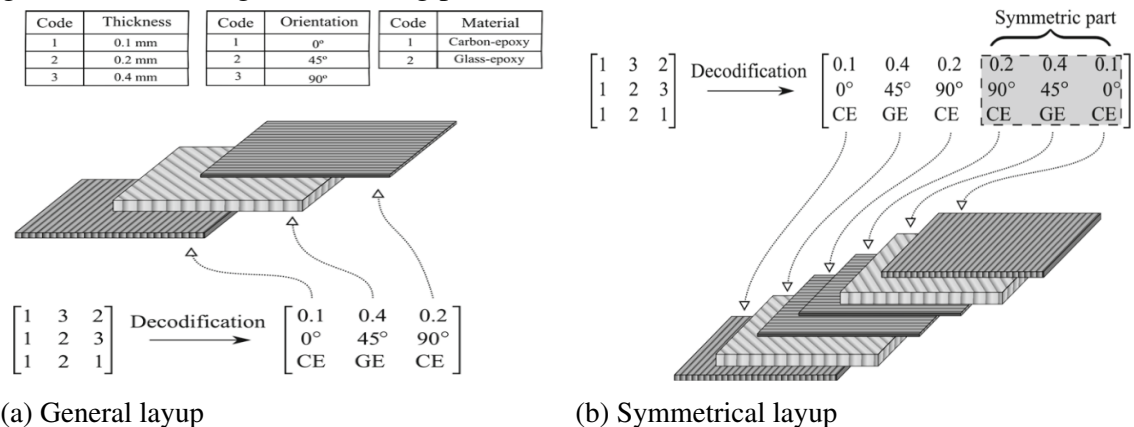 Code Thickness
1 0.1 mm
2 0.2 mm
3 0.4 mm
Code Orientation
1 0º
2 45º
3 90º
Code Material
1 Carbon-epoxy
2 Glass-epoxy
1 3 2
1 2 3
1 2 1
Decodification
0.1 0.4 0.2
0° 45° 90°
CE GE CE
(a) General layup
Symmetric part
1 3 2
1 2 3
1 2 1
Decodification
0.1 0.4 0.2 0.2 0.4 0.1
0° 45° 90° 90° 45° 0°
CE GE CE CE GE CE
(b) Symmetrical layup